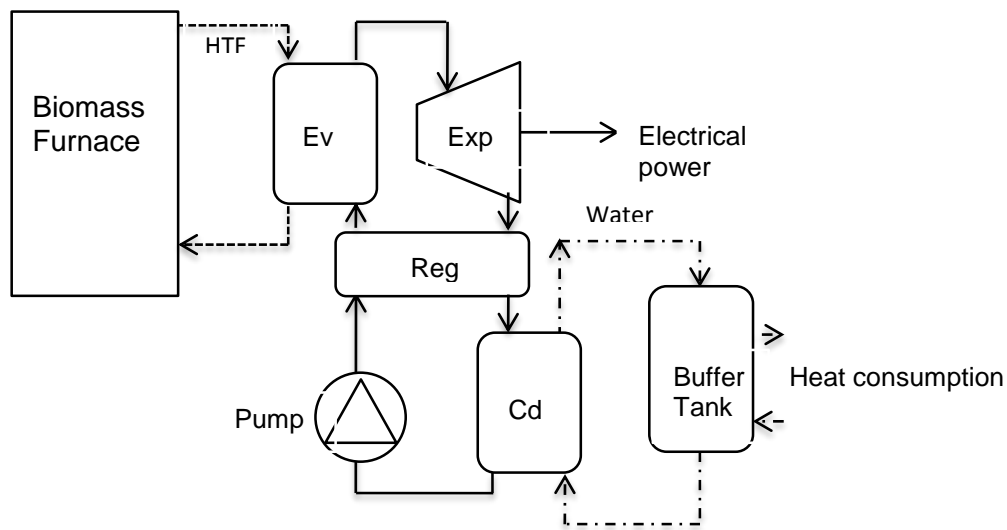 HTF
Biomass
Furnace
Ev
Exp
Electrical
power
Water
Reg
Buffer
Tank
Heat consumption
Cd
Pump